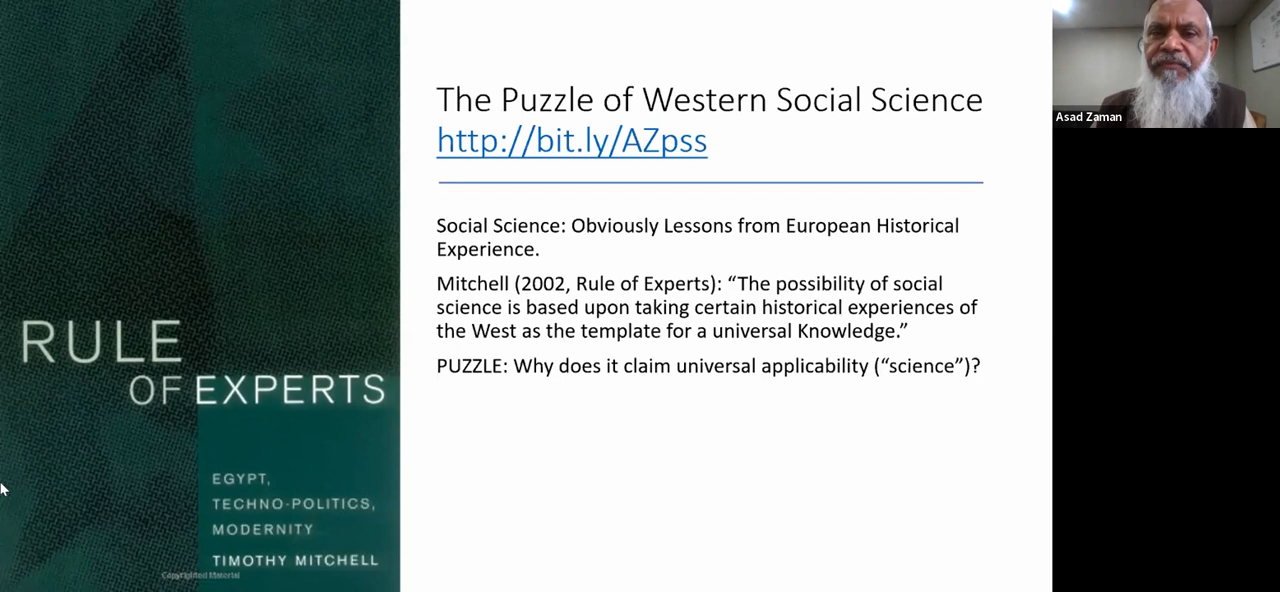 RULE
OF EXPERTS
EGYPT,
TECHNO-POLITICS,
MODERNITY
TIMOTHY MITCHELL
Copyrighted Material
The Puzzle of Western Social Science
http://bit.ly/AZpss
Social Science: Obviously Lessons from European Historical
Experience.
Mitchell (2002, Rule of Experts): “The possibility of social
science is based upon taking certain historical experiences of
the West as the template for a universal Knowledge.”
PUZZLE: Why does it claim universal applicability (“science”)?
Asad Zaman